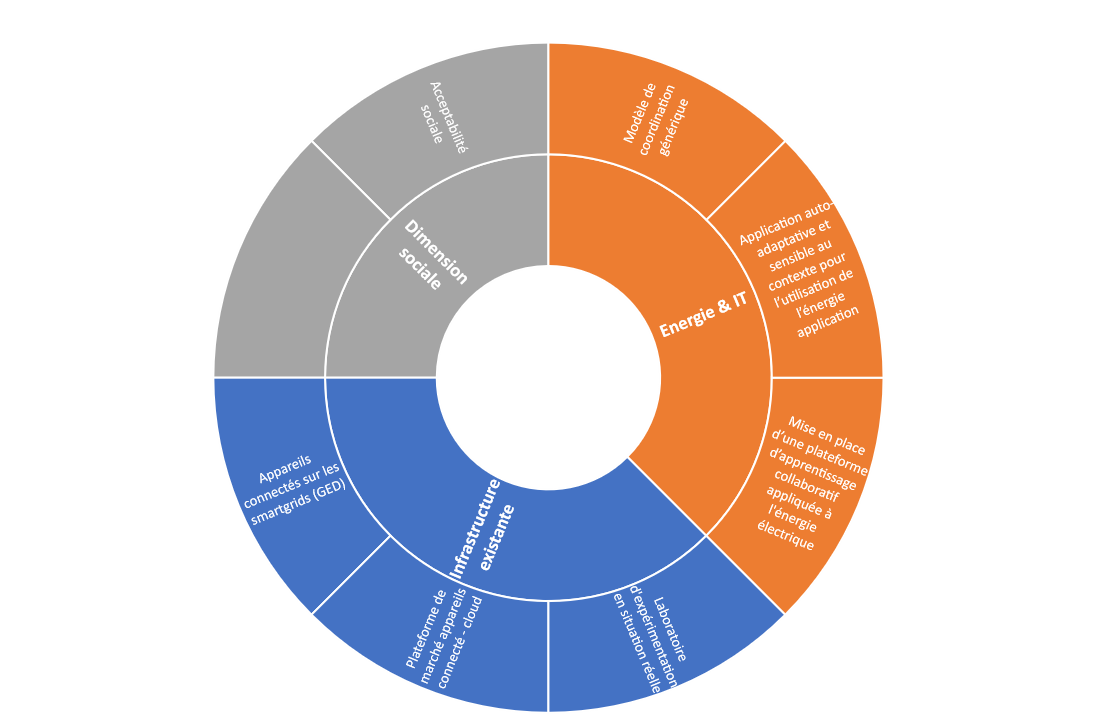 Modèle de
coordination
générique
Application auto-
adaptative et
sensible au
contexte pour
l'utilisation de
l'énergie
application
Mise en place
d'une plateforme
d'apprentissage
collaboratif
appliquée à
l'énergie
électrique
Laboratoire
d'expérimentation
en situation réelle
Plateforme de
marché appareils
connecté - cloud
Appareils
connectés sur les
smartgrids (GED)
Acceptabilité
sociale
Energie & IT
Infrastructure
existante
Dimension
sociale